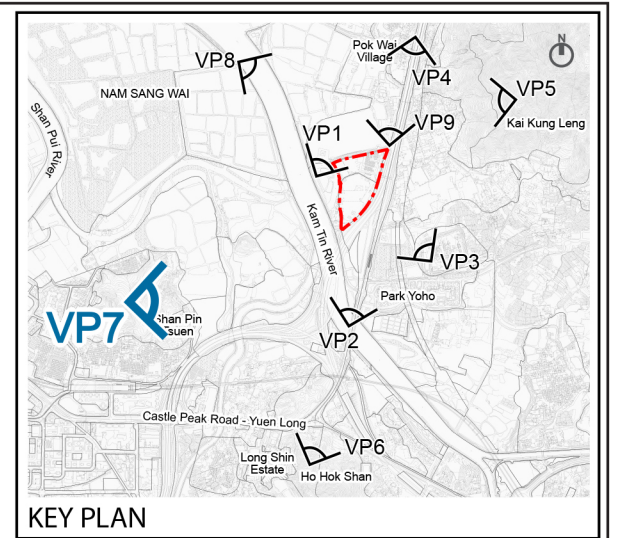 N
Pok Wai
Village
VP8
VP4
NAM SANG WAI
VP5
Kai Kung Leng
Shan Pui River
VP1
VP9
Kam Tin River
VP3
Park Yoho
VP7
Shan Pin
Tsuen
VP2
Castle Peak Road - Yuen Long
Long Shin
Estate
VP6
Ho Hok Shan
KEY PLAN